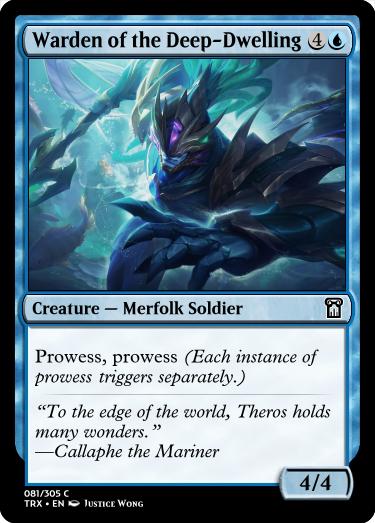 Warden of the Deep-Dwelling 4
Creature — Merfolk Soldier
Prowess, prowess (Each instance of
prowess triggers separately.)
“To the edge of the world, Theros holds
many wonders.”
—Callaphe the Mariner
4/4
081/305 C
TRX • EN Justice Wong